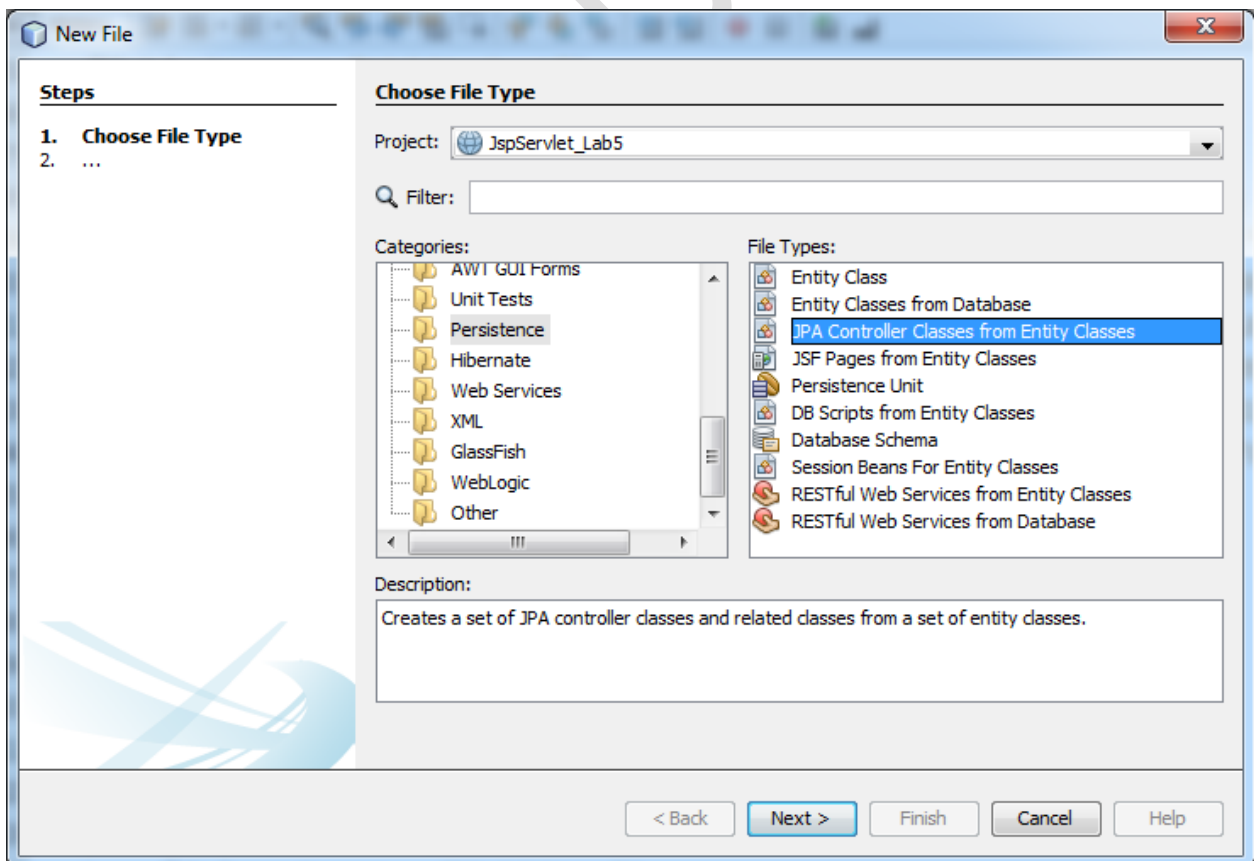 New File
Steps
1. Choose File Type
2. ...
Choose File Type
Project: JspServlet_Lab5
Filter:
Categories:
AWT GUI Forms
Unit Tests
Persistence
Hibernate
Web Services
XML
GlassFish
WebLogic
Other
File Types:
Entity Class
Entity Classes from Database
JPA Controller Classes from Entity Classes
JSF Pages from Entity Classes
Persistence Unit
DB Scripts from Entity Classes
Database Schema
Session Beans For Entity Classes
RESTful Web Services from Entity Classes
RESTful Web Services from Database
Description:
Creates a set of JPA controller classes and related classes from a set of entity classes.
< Back Next > Finish Cancel Help